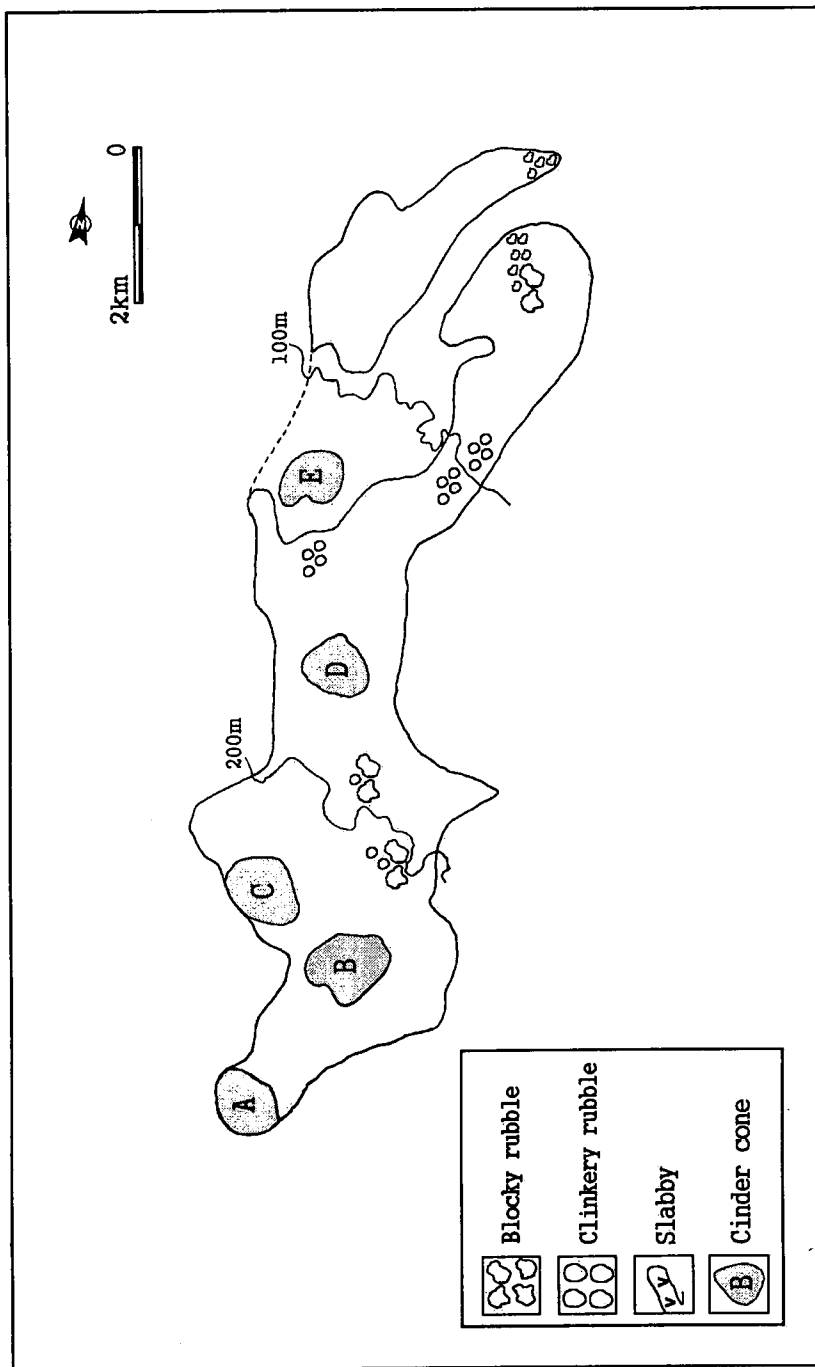 N
2km 0
100m
200m
A
B
C
D
E
Blocky rubble
Clinkery rubble
V V
Slabby
B
Cinder cone